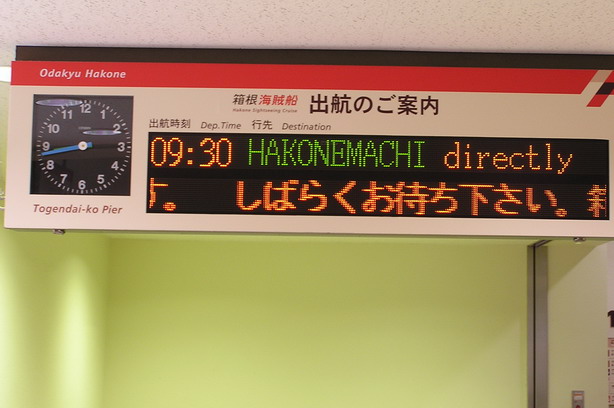 Odakyu Hakone
箱根海賊船 出航のご案内
Hakone Sightseeing Cruise
出航時刻 Dep.Time 行先 Destination
12
1
2
3
4
5
6
7
8
9
10
11
09:30 HAKONEMACHI directly
す。 しばらくお待ち下さい。
Togendai-ko Pier